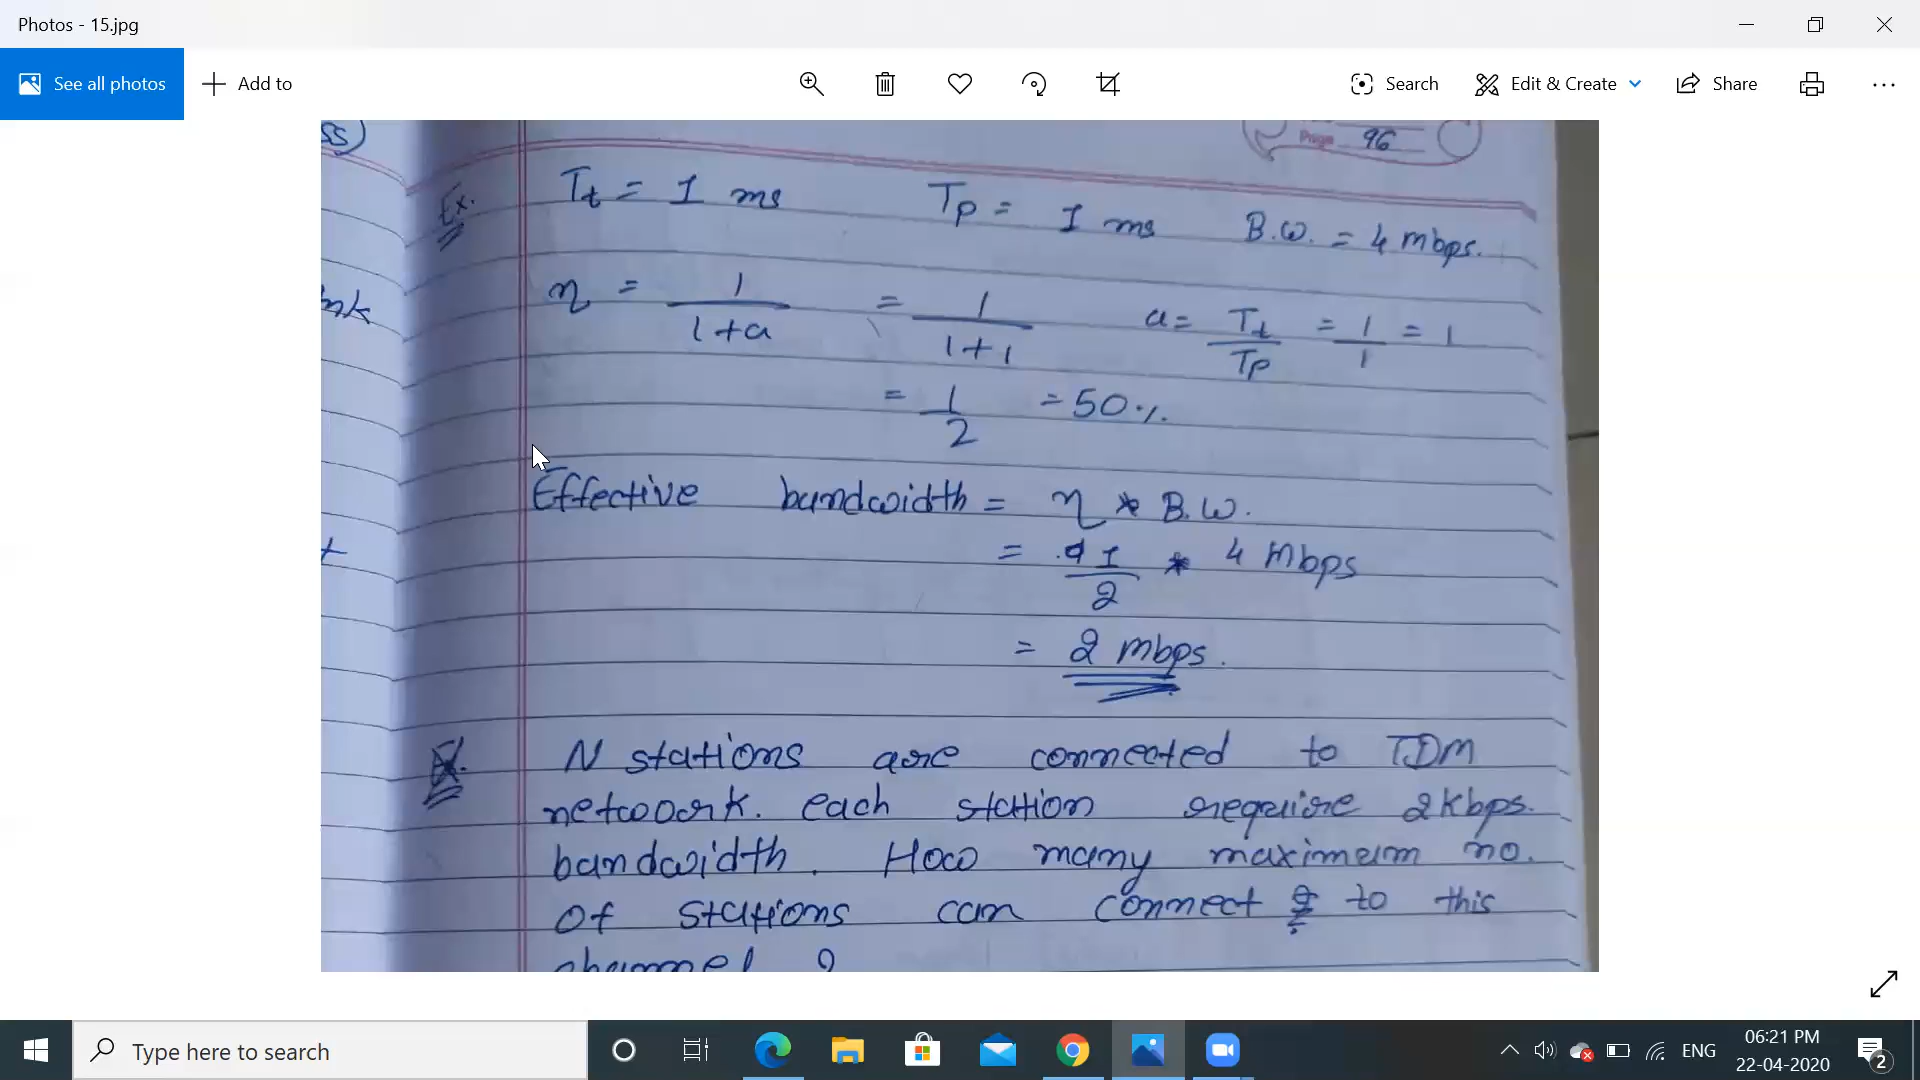 Photos - 15.jpg
See all photos
Add to
Search
Edit & Create
Share
SS
Page 96
Ex. Tt = 1 ms Tp = 1 ms B.W. = 4 mbps.
η = 1/1+a = 1/1+1 a = Tt/Tp = 1/1 = 1
= 1/2 = 50%
Effective bandwidth = η * B.W.
= 1/2 * 4 Mbps
= 2 mbps.
N stations are connected to TDM
network. each station require 2kbps.
bandwidth. How many maximum no.
of stations can connect to this
channel ?
Type here to search
ENG
06:21 PM
22-04-2020
2